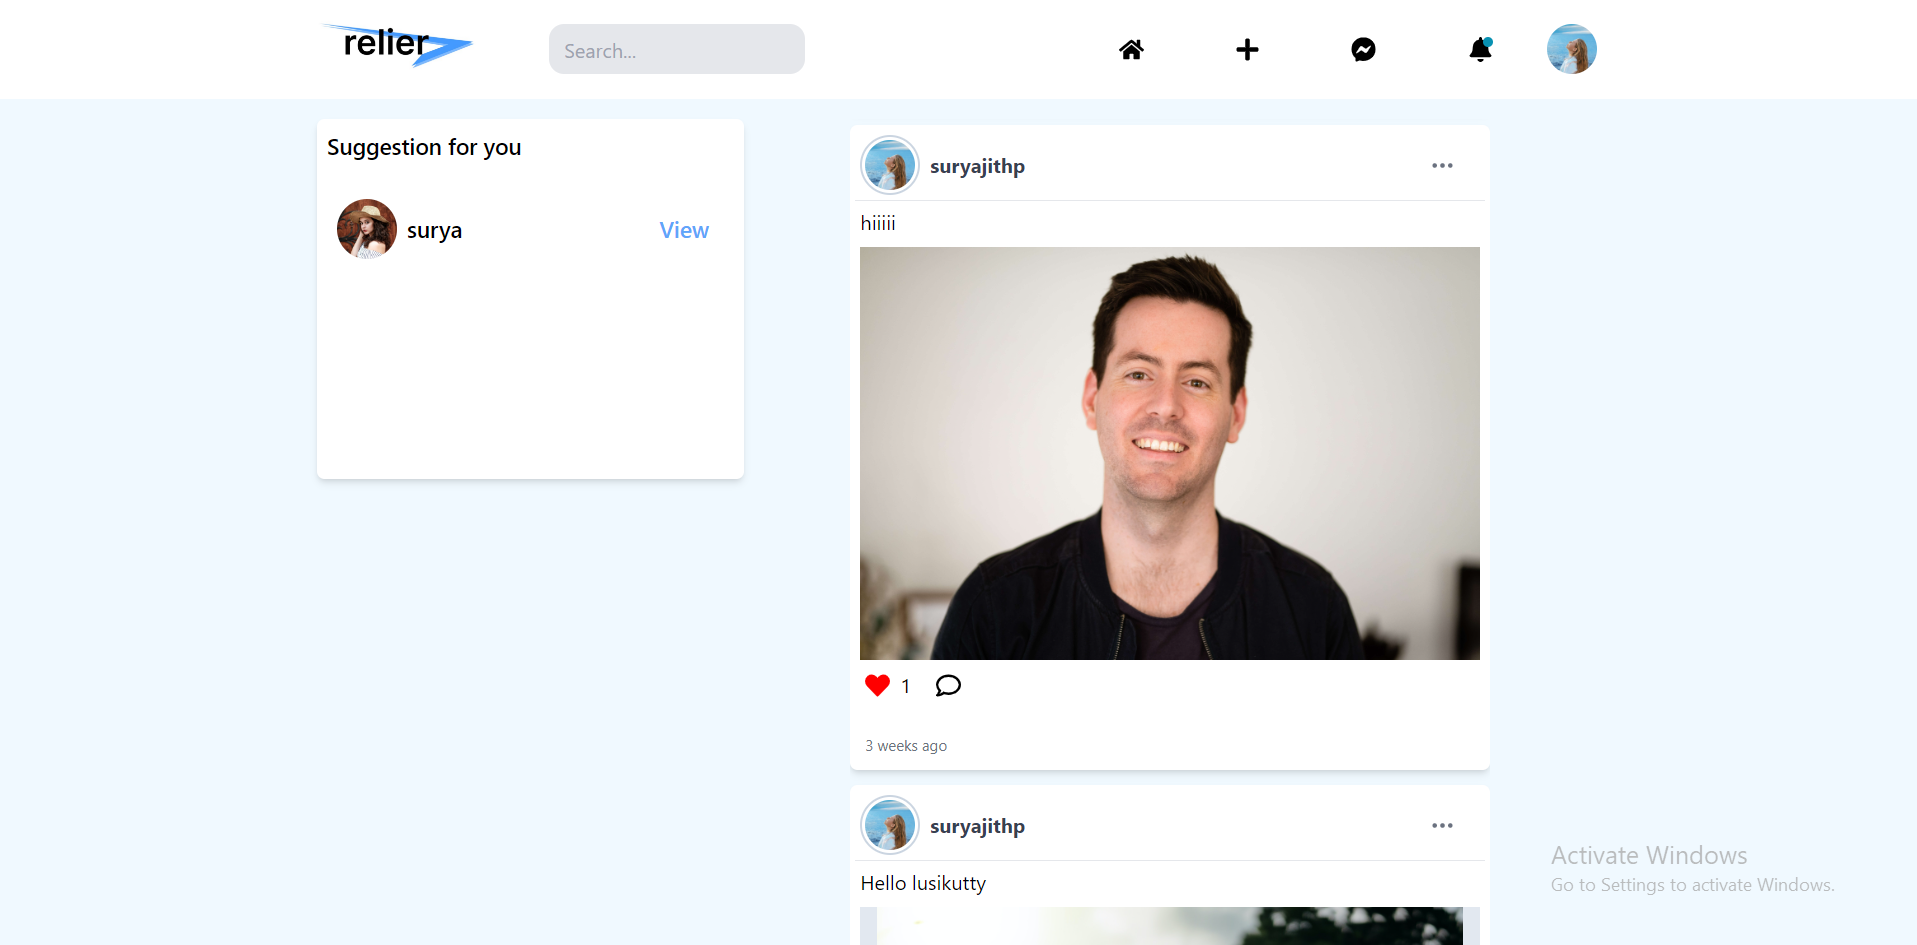 relier
Search...
Suggestion for you
surya
View
suryajithp
hiiiii
1
3 weeks ago
suryajithp
Hello lusikutty
Activate Windows
Go to Settings to activate Windows.